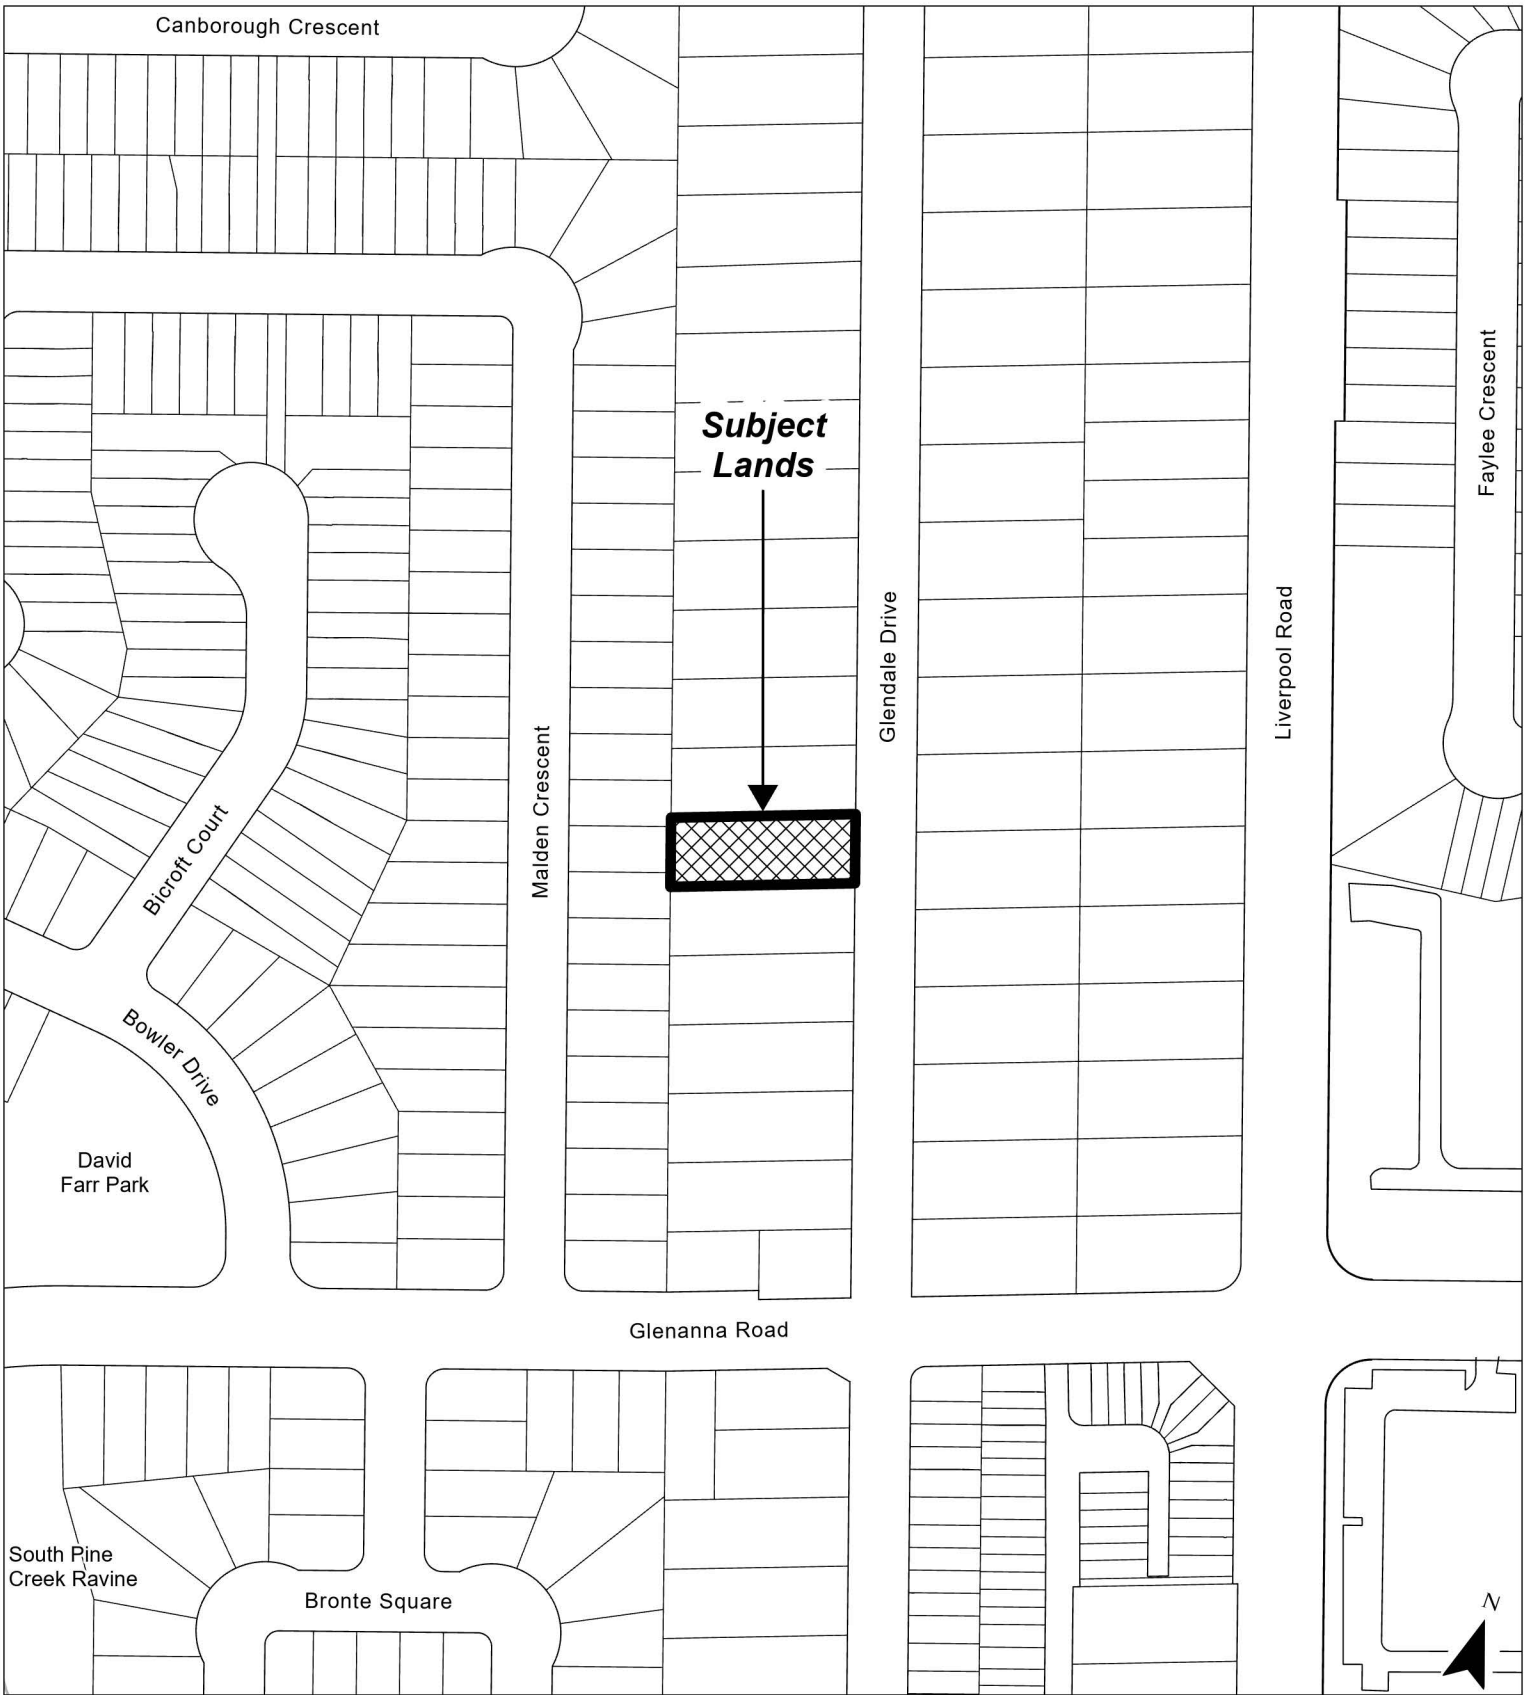 Canborough Crescent
Subject
Lands
Faylee Crescent
Glendale Drive
Liverpool Road
Malden Crescent
Bicroft Court
Bowler Drive
David
Farr Park
Glenanna Road
South Pine
Creek Ravine
Bronte Square
N